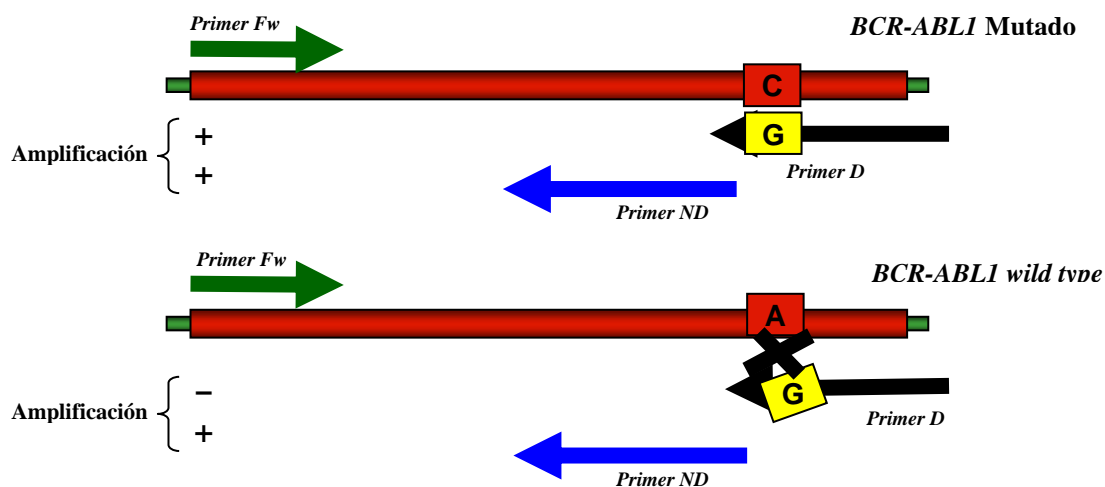 Primer Fw
BCR-ABL1 Mutado
C
Amplificación
+
+
G
Primer D
Primer ND
Primer Fw
BCR-ABL1 wild type
A
Amplificación
–
+
G
Primer D
Primer ND